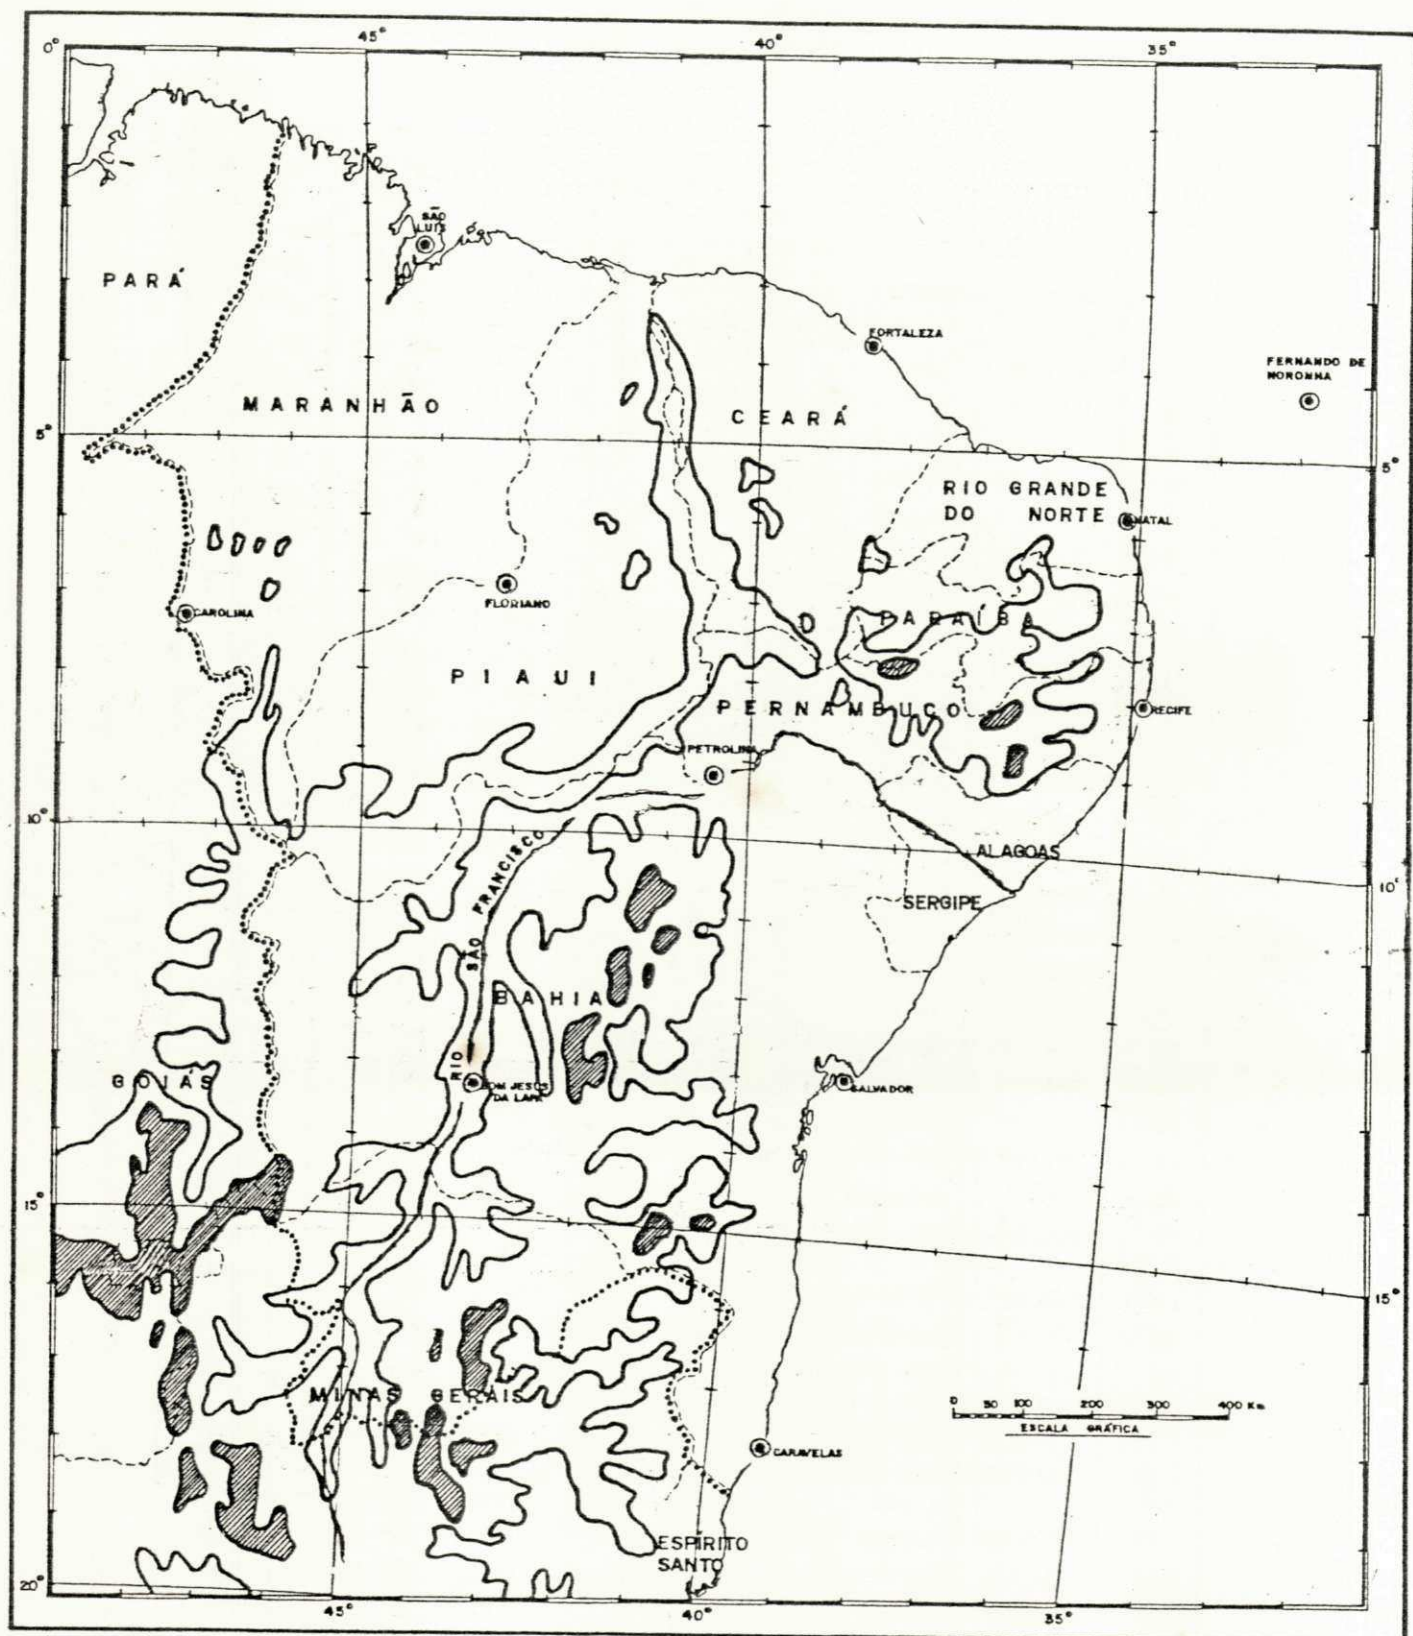 45° 40° 35°
0°
SÃO
LUIS
PARÁ
FORTALEZA
FERNANDO DE
NORONHA
MARANHÃO
CEARÁ
5° 5°
RIO GRANDE
DO NORTE
NATAL
FLORIANO
CAROLINA
PARAÍBA
PIAUI
PERNAMBUCO
RECIFE
PETROLINA
10° 10°
RIO SÃO FRANCISCO
ALAGOAS
SERGIPE
BAHIA
GOIÁS
BOM JESUS
DA LAPA
SALVADOR
15° 15°
MINAS GERAIS
0 50 100 200 300 400 Km
ESCALA GRÁFICA
CARAVELAS
ESPÍRITO
SANTO
20°
45° 40° 35°